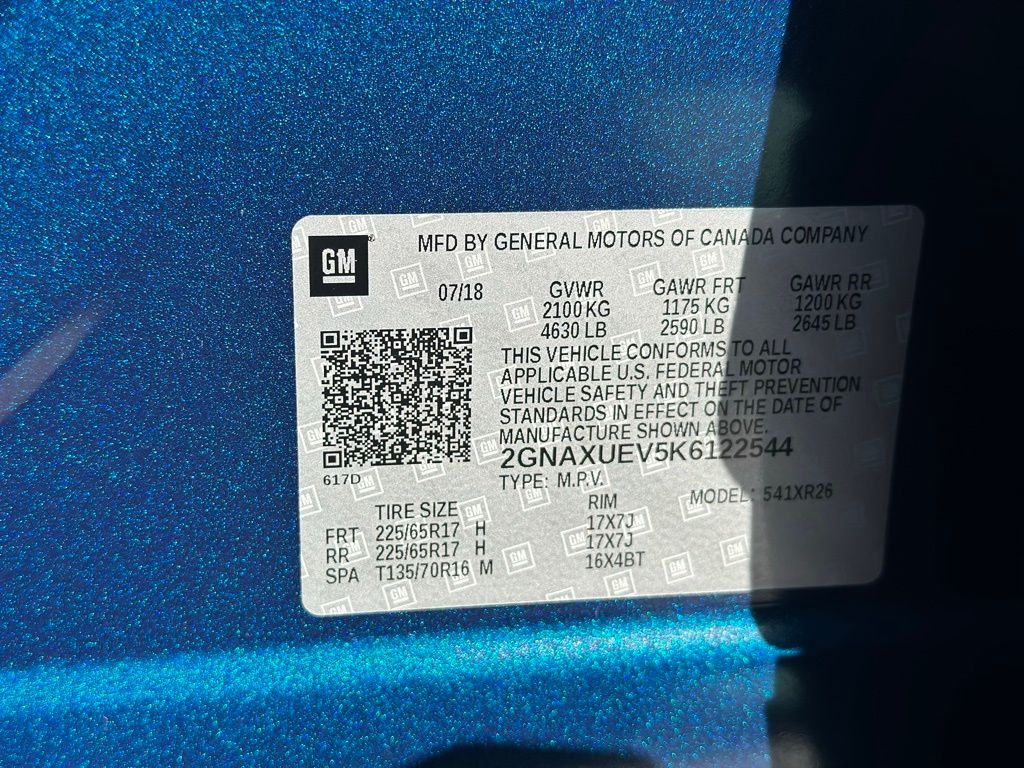 GM
MFD BY GENERAL MOTORS OF CANADA COMPANY
07/18
GVWR GAWR FRT GAWR RR
2100 KG 1175 KG 1200 KG
4630 LB 2590 LB 2645 LB
THIS VEHICLE CONFORMS TO ALL
APPLICABLE U.S. FEDERAL MOTOR
VEHICLE SAFETY AND THEFT PREVENTION
STANDARDS IN EFFECT ON THE DATE OF
MANUFACTURE SHOWN ABOVE.
2GNAXUEV5K6122544
617D
TYPE: M.P.V. MODEL: 541XR26
TIRE SIZE RIM
FRT 225/65R17 H 17X7J
RR 225/65R17 H 17X7J
SPA T135/70R16 M 16X4BT